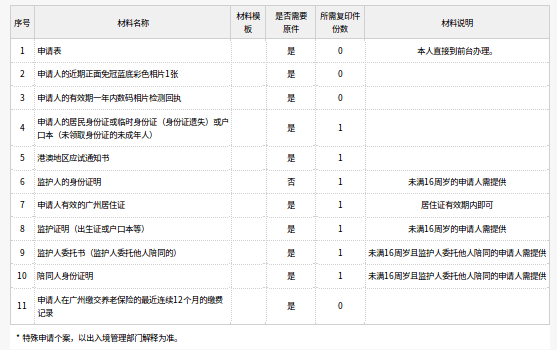 序号 材料名称 材料模板 是否需要原件 所需复印件份数 材料说明
1 申请表 是 0 本人直接到前台办理。
2 申请人的近期正面免冠蓝底彩色相片1张 是 0
3 申请人的有效期一年内数码相片检测回执 是 0
4 申请人的居民身份证或临时身份证（身份证遗失）或户
口本（未领取身份证的未成年人） 是 1
5 港澳地区应试通知书 是 1
6 监护人的身份证明 否 1 未满16周岁的申请人需提供
7 申请人有效的广州居住证 是 1 居住证有效期内即可
8 监护证明（出生证或户口本等） 是 1 未满16周岁的申请人需提供
9 监护人委托书（监护人委托他人陪同的） 是 1 未满16周岁且监护人委托他人陪同的申请人需提供
10 陪同人身份证明 是 1 未满16周岁且监护人委托他人陪同的申请人需提供
11 申请人在广州缴交养老保险的最近连续12个月的缴费
记录 是 0
* 特殊申请个案，以出入境管理部门解释为准。